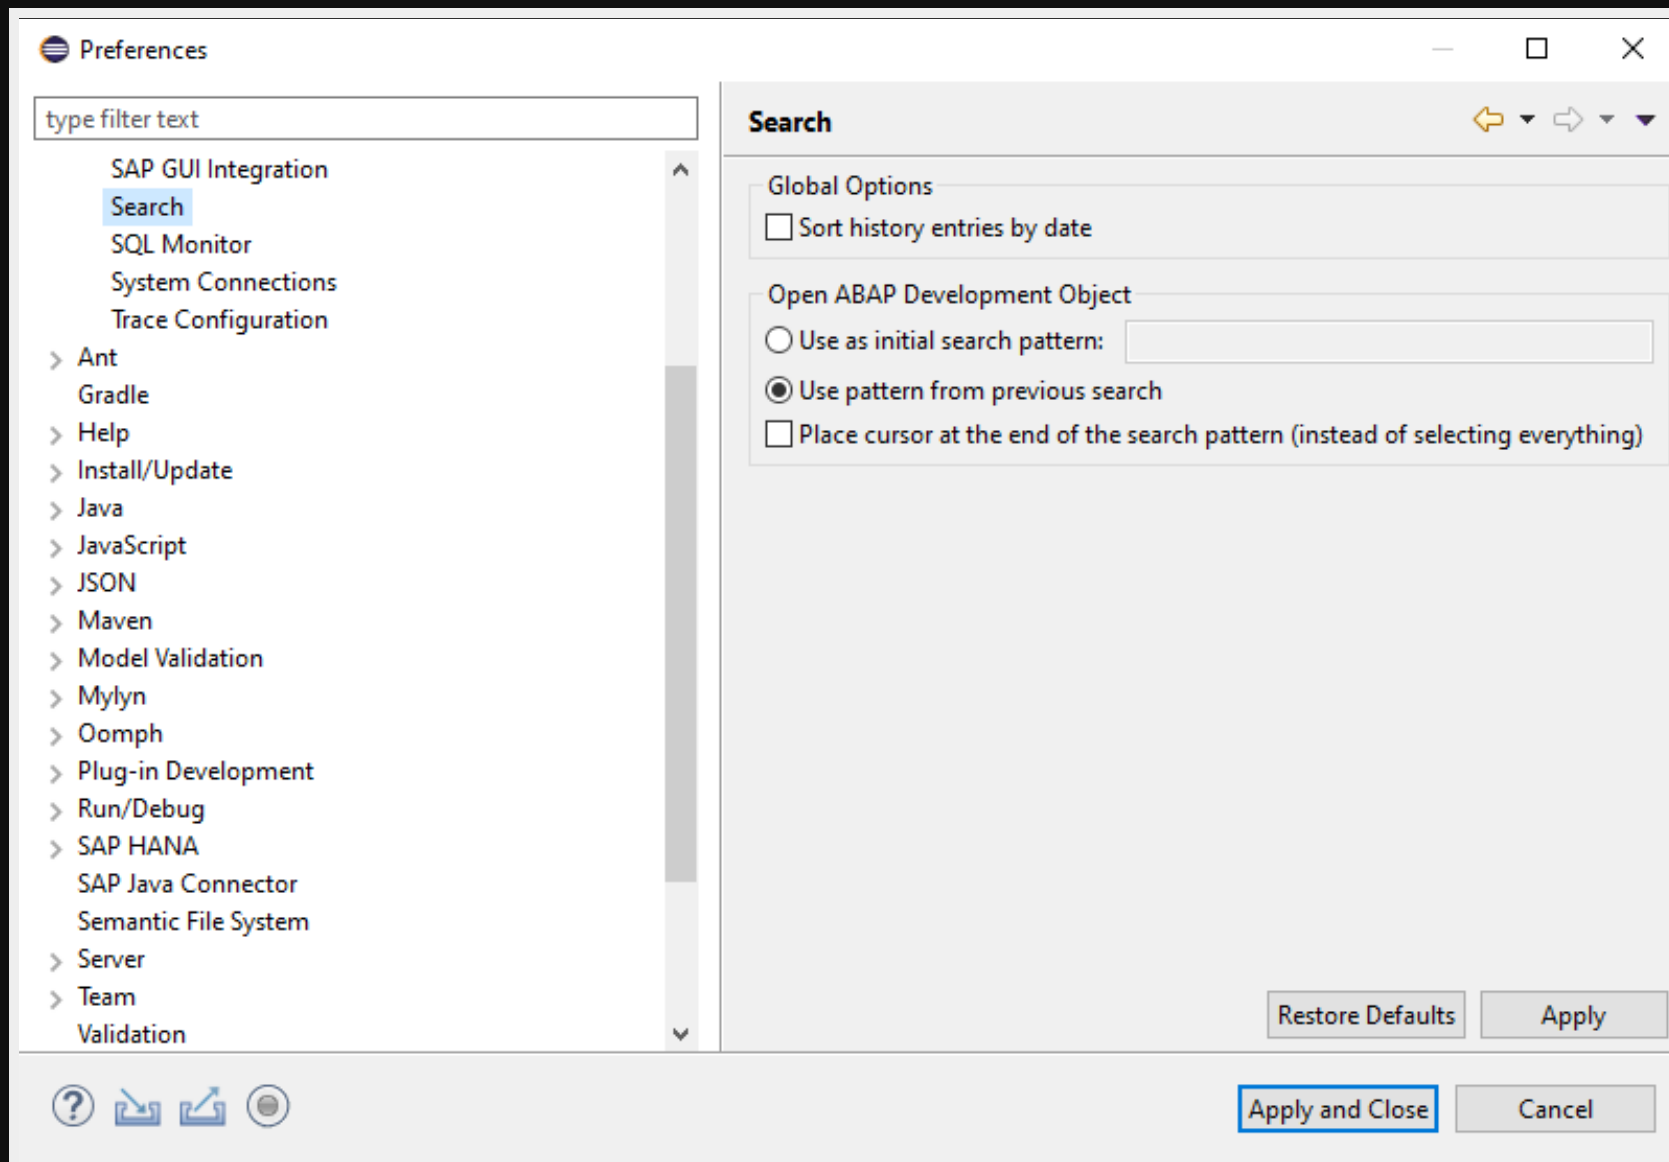 Preferences
type filter text
SAP GUI Integration
Search
SQL Monitor
System Connections
Trace Configuration
Ant
Gradle
Help
Install/Update
Java
JavaScript
JSON
Maven
Model Validation
Mylyn
Oomph
Plug-in Development
Run/Debug
SAP HANA
SAP Java Connector
Semantic File System
Server
Team
Validation
Search
Global Options
Sort history entries by date
Open ABAP Development Object
Use as initial search pattern:
Use pattern from previous search
Place cursor at the end of the search pattern (instead of selecting everything)
Restore Defaults
Apply
Apply and Close
Cancel